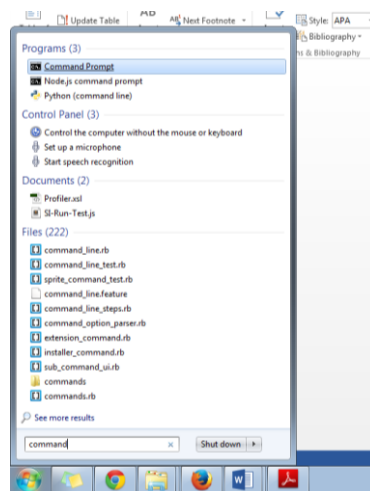 Update Table
AB
Next Footnote
Style: APA
Bibliography
& Bibliography
Programs (3)
Command Prompt
Node.js command prompt
Python (command line)
Control Panel (3)
Control the computer without the mouse or keyboard
Set up a microphone
Start speech recognition
Documents (2)
Profiler.xsl
SI-Run-Test.js
Files (222)
command_line.rb
command_line_test.rb
sprite_command_test.rb
command_line.feature
command_line_steps.rb
command_option_parser.rb
extension_command.rb
installer_command.rb
sub_command_ui.rb
commands
commands.rb
See more results
command
Shut down